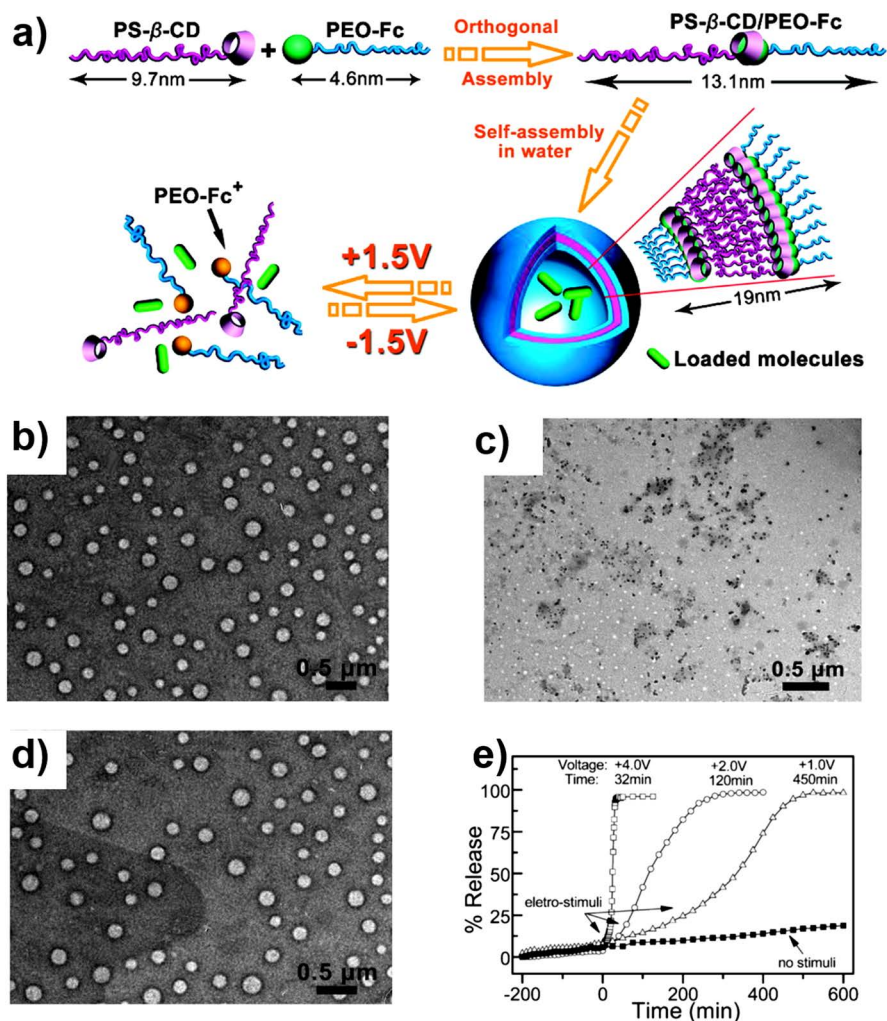 a)
PS-β-CD
+
PEO-Fc
Orthogonal
Assembly
PS-β-CD/PEO-Fc
9.7nm
4.6nm
13.1nm
Self-assembly
in water
PEO-Fc⁺
+1.5V
-1.5V
19nm
Loaded molecules
b)
0.5 μm
c)
0.5 μm
d)
0.5 μm
e)
Voltage: +4.0V +2.0V +1.0V
Time: 32min 120min 450min
100
75
50
25
0
% Release
eletro-stimuli
no stimuli
-200 0 200 400 600
Time (min)